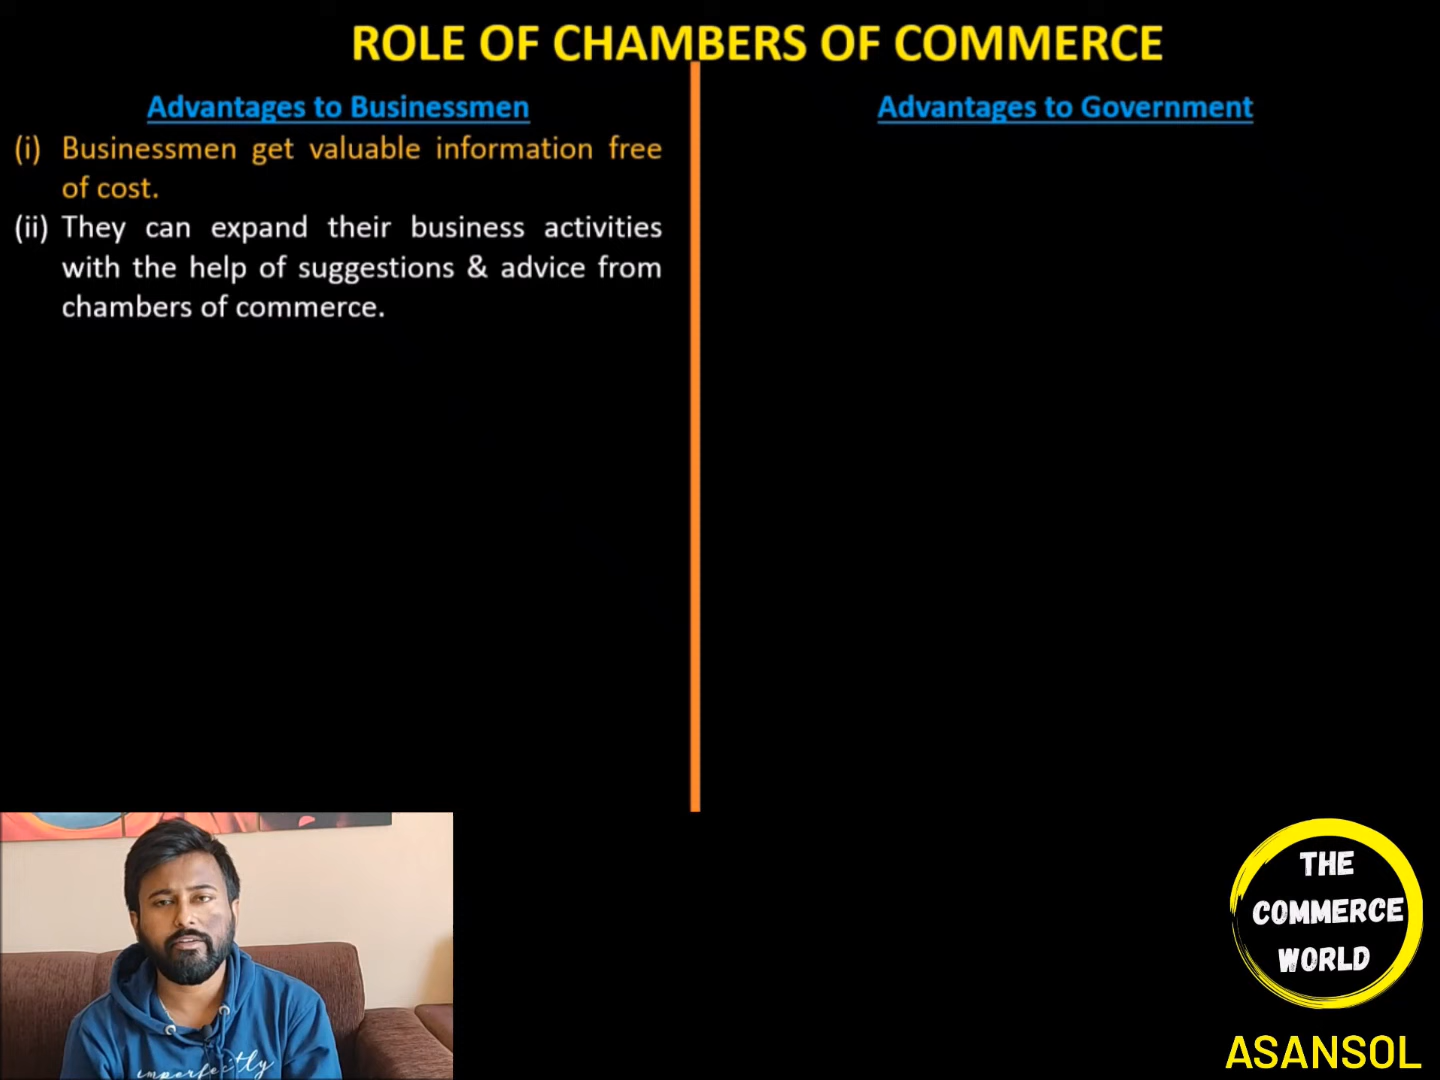 ROLE OF CHAMBERS OF COMMERCE
Advantages to Businessmen
(i) Businessmen get valuable information free
of cost.
(ii) They can expand their business activities
with the help of suggestions & advice from
chambers of commerce.
Advantages to Government
imperfectly
THE
COMMERCE
WORLD
ASANSOL